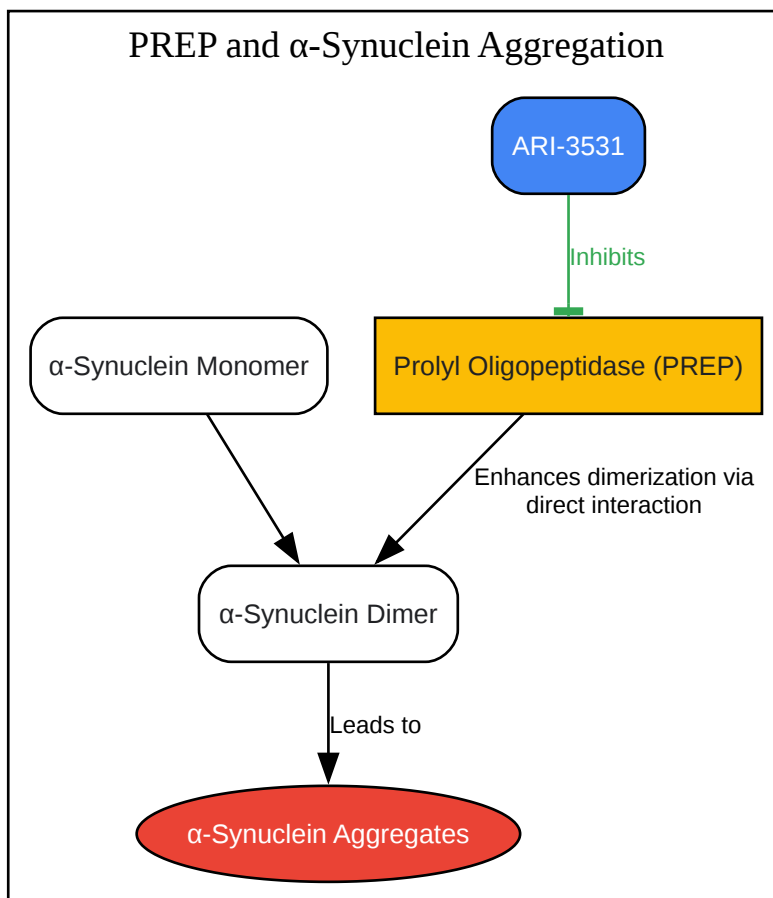 PREP and α-Synuclein Aggregation
ARI-3531
Inhibits
α-Synuclein Monomer
Prolyl Oligopeptidase (PREP)
Enhances dimerization via
direct interaction
α-Synuclein Dimer
Leads to
α-Synuclein Aggregates